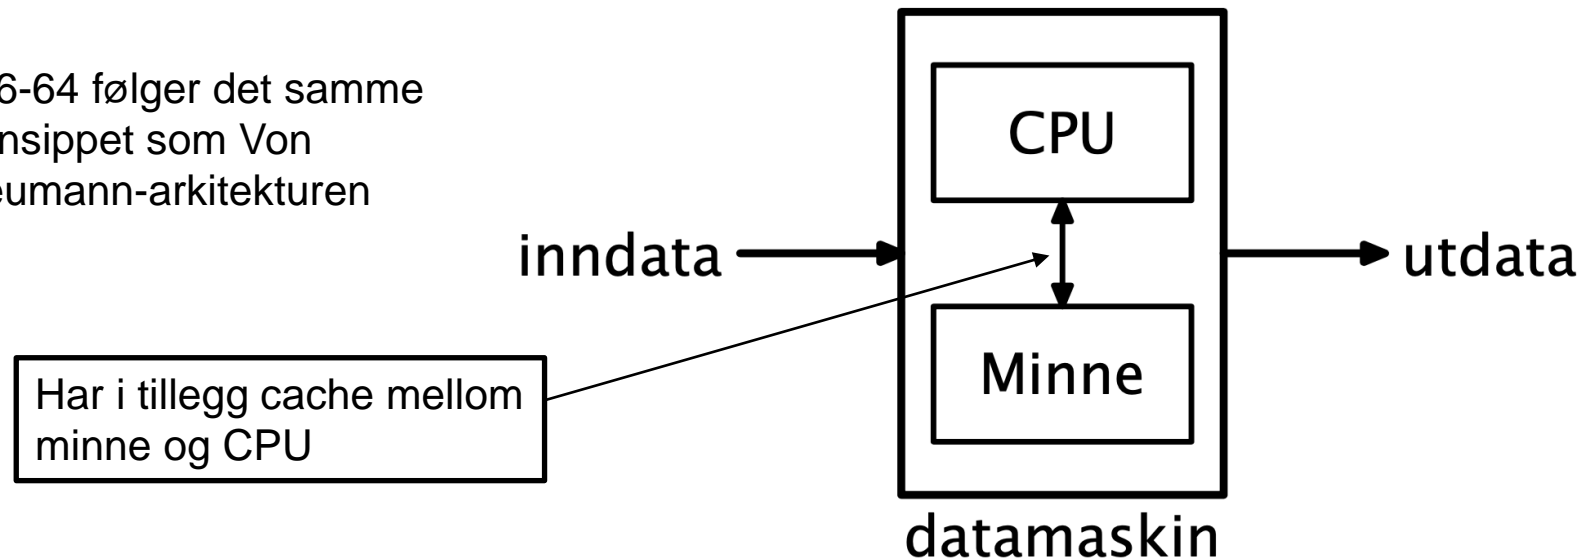 6-64 følger det samme
nsippet som Von
eumann-arkitekturen
CPU
inndata
utdata
Minne
Har i tillegg cache mellom
minne og CPU
datamaskin